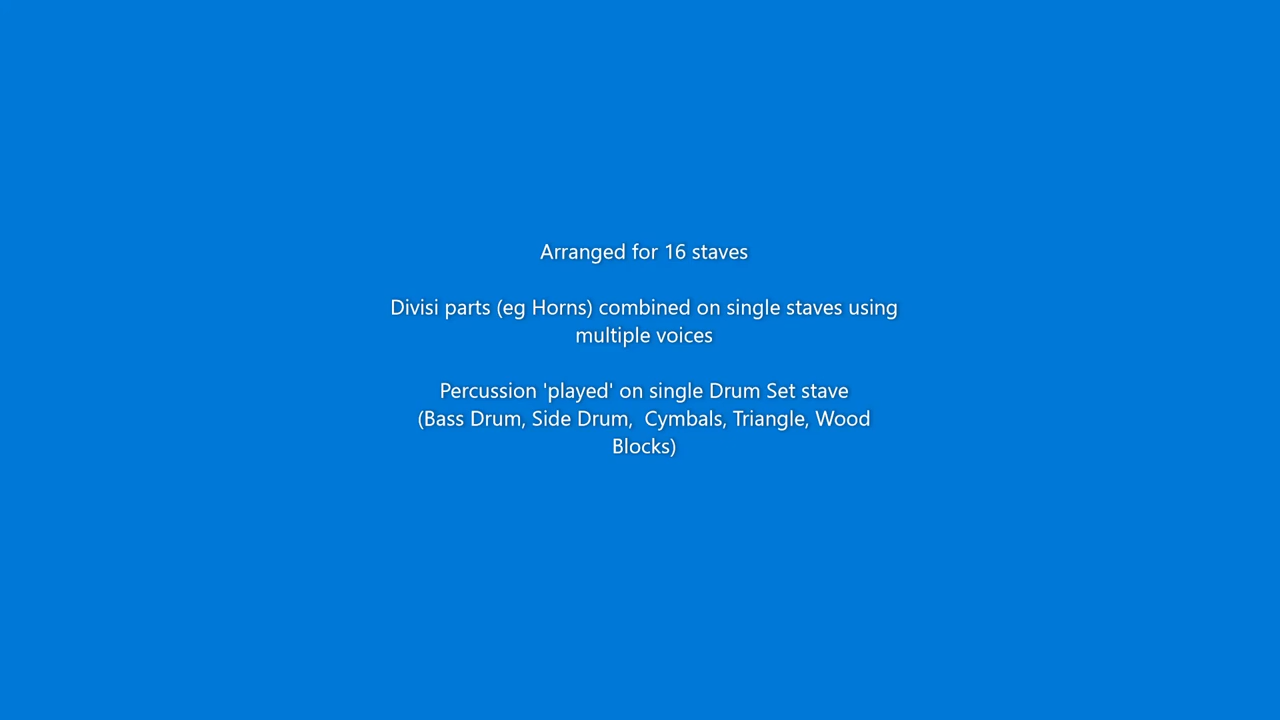 Arranged for 16 staves
Divisi parts (eg Horns) combined on single staves using
multiple voices
Percussion 'played' on single Drum Set stave
(Bass Drum, Side Drum,  Cymbals, Triangle, Wood
Blocks)